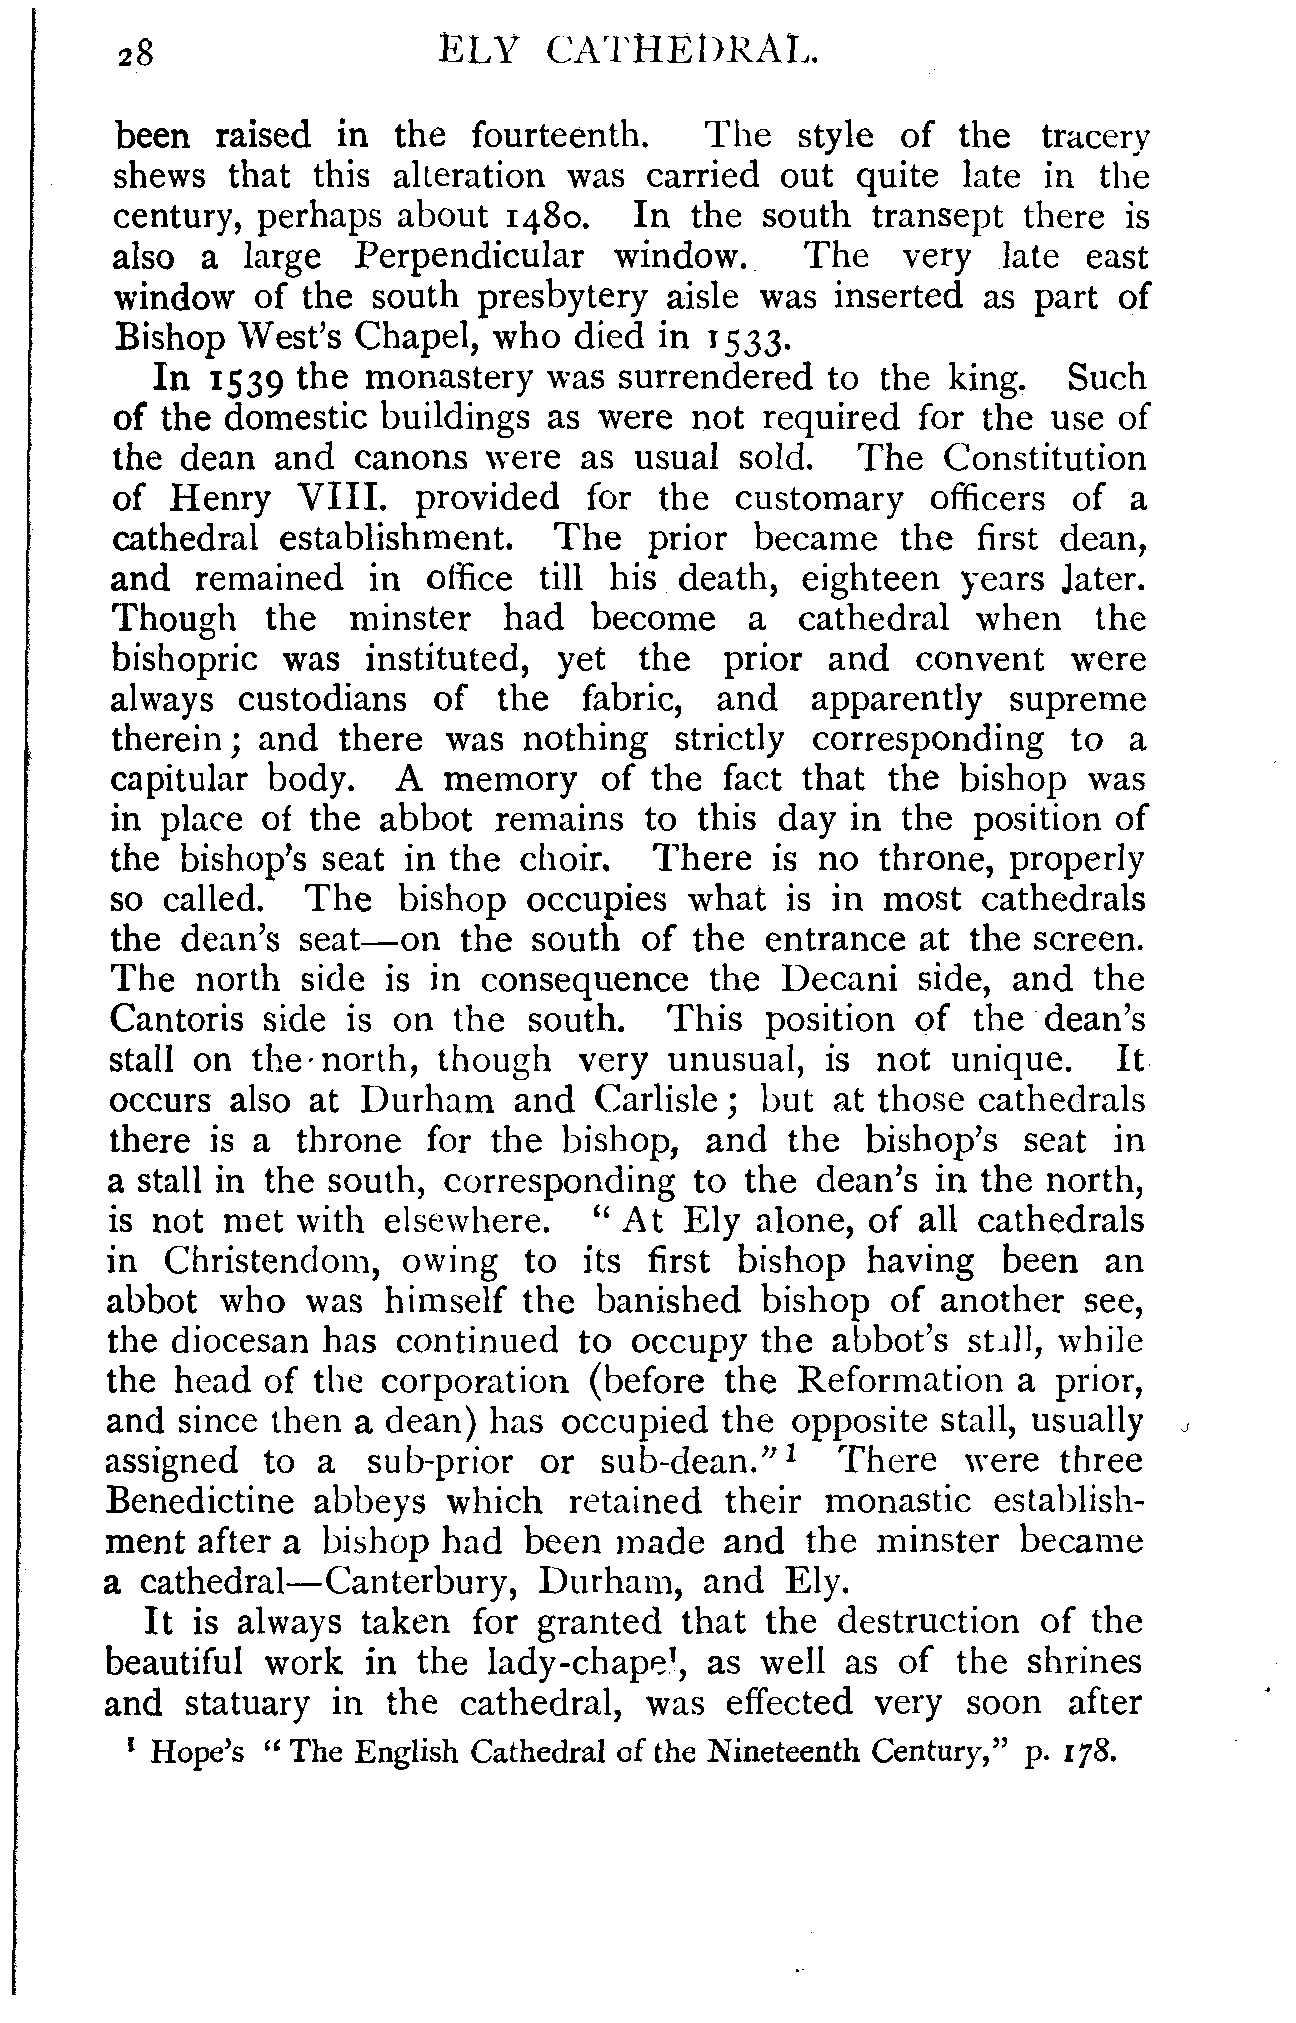 28 ELY CATHEDRAL.
been raised in the fourteenth. The style of the tracery
shews that this alteration was carried out quite late in the
century, perhaps about 1480. In the south transept there is
also a large Perpendicular window. The very late east
window of the south presbytery aisle was inserted as part of
Bishop West's Chapel, who died in 1533.
In 1539 the monastery was surrendered to the king. Such
of the domestic buildings as were not required for the use of
the dean and canons were as usual sold. The Constitution
of Henry VIII. provided for the customary officers of a
cathedral establishment. The prior became the first dean,
and remained in office till his death, eighteen years later.
Though the minster had become a cathedral when the
bishopric was instituted, yet the prior and convent were
always custodians of the fabric, and apparently supreme
therein; and there was nothing strictly corresponding to a
capitular body. A memory of the fact that the bishop was
in place of the abbot remains to this day in the position of
the bishop's seat in the choir. There is no throne, properly
so called. The bishop occupies what is in most cathedrals
the dean's seat—on the south of the entrance at the screen.
The north side is in consequence the Decani side, and the
Cantoris side is on the south. This position of the dean's
stall on the north, though very unusual, is not unique. It
occurs also at Durham and Carlisle; but at those cathedrals
there is a throne for the bishop, and the bishop's seat in
a stall in the south, corresponding to the dean's in the north,
is not met with elsewhere. "At Ely alone, of all cathedrals
in Christendom, owing to its first bishop having been an
abbot who was himself the banished bishop of another see,
the diocesan has continued to occupy the abbot's stall, while
the head of the corporation (before the Reformation a prior,
and since then a dean) has occupied the opposite stall, usually
assigned to a sub-prior or sub-dean."¹ There were three
Benedictine abbeys which retained their monastic establish-
ment after a bishop had been made and the minster became
a cathedral—Canterbury, Durham, and Ely.
It is always taken for granted that the destruction of the
beautiful work in the lady-chapel, as well as of the shrines
and statuary in the cathedral, was effected very soon after
¹ Hope's "The English Cathedral of the Nineteenth Century," p. 178.